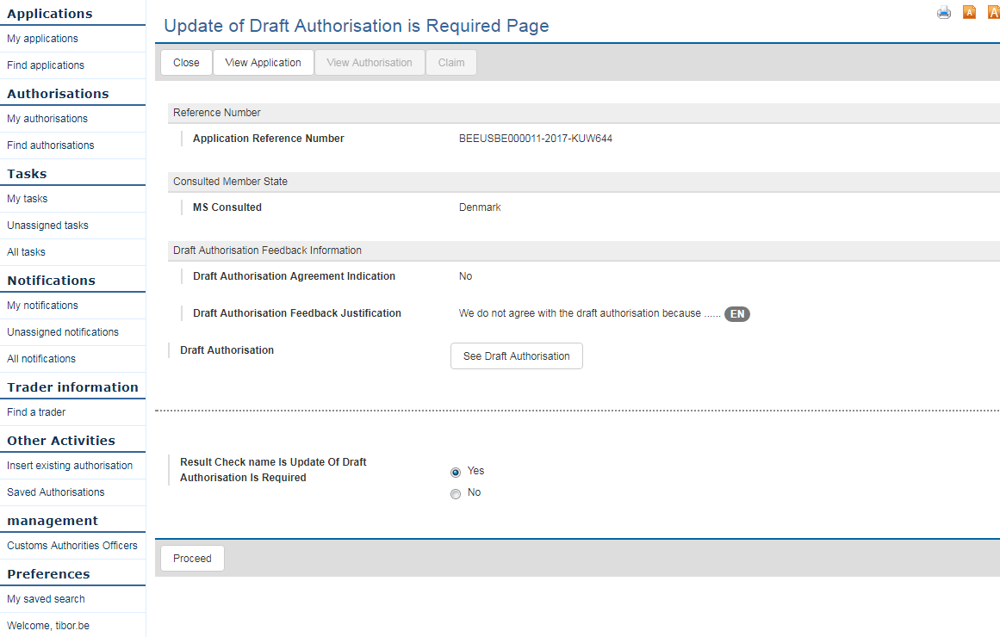 Applications
My applications
Find applications
Authorisations
My authorisations
Find authorisations
Tasks
My tasks
Unassigned tasks
All tasks
Notifications
My notifications
Unassigned notifications
All notifications
Trader information
Find a trader
Other Activities
Insert existing authorisation
Saved Authorisations
management
Customs Authorities Officers
Preferences
My saved search
Welcome, tibor.be
A A
Update of Draft Authorisation is Required Page
Close View Application View Authorisation Claim
Reference Number
Application Reference Number BEEUSBE000011-2017-KUW644
Consulted Member State
MS Consulted Denmark
Draft Authorisation Feedback Information
Draft Authorisation Agreement Indication No
Draft Authorisation Feedback Justification We do not agree with the draft authorisation because ...... EN
Draft Authorisation See Draft Authorisation
Result Check name Is Update Of Draft
Authorisation Is Required
Yes
No
Proceed